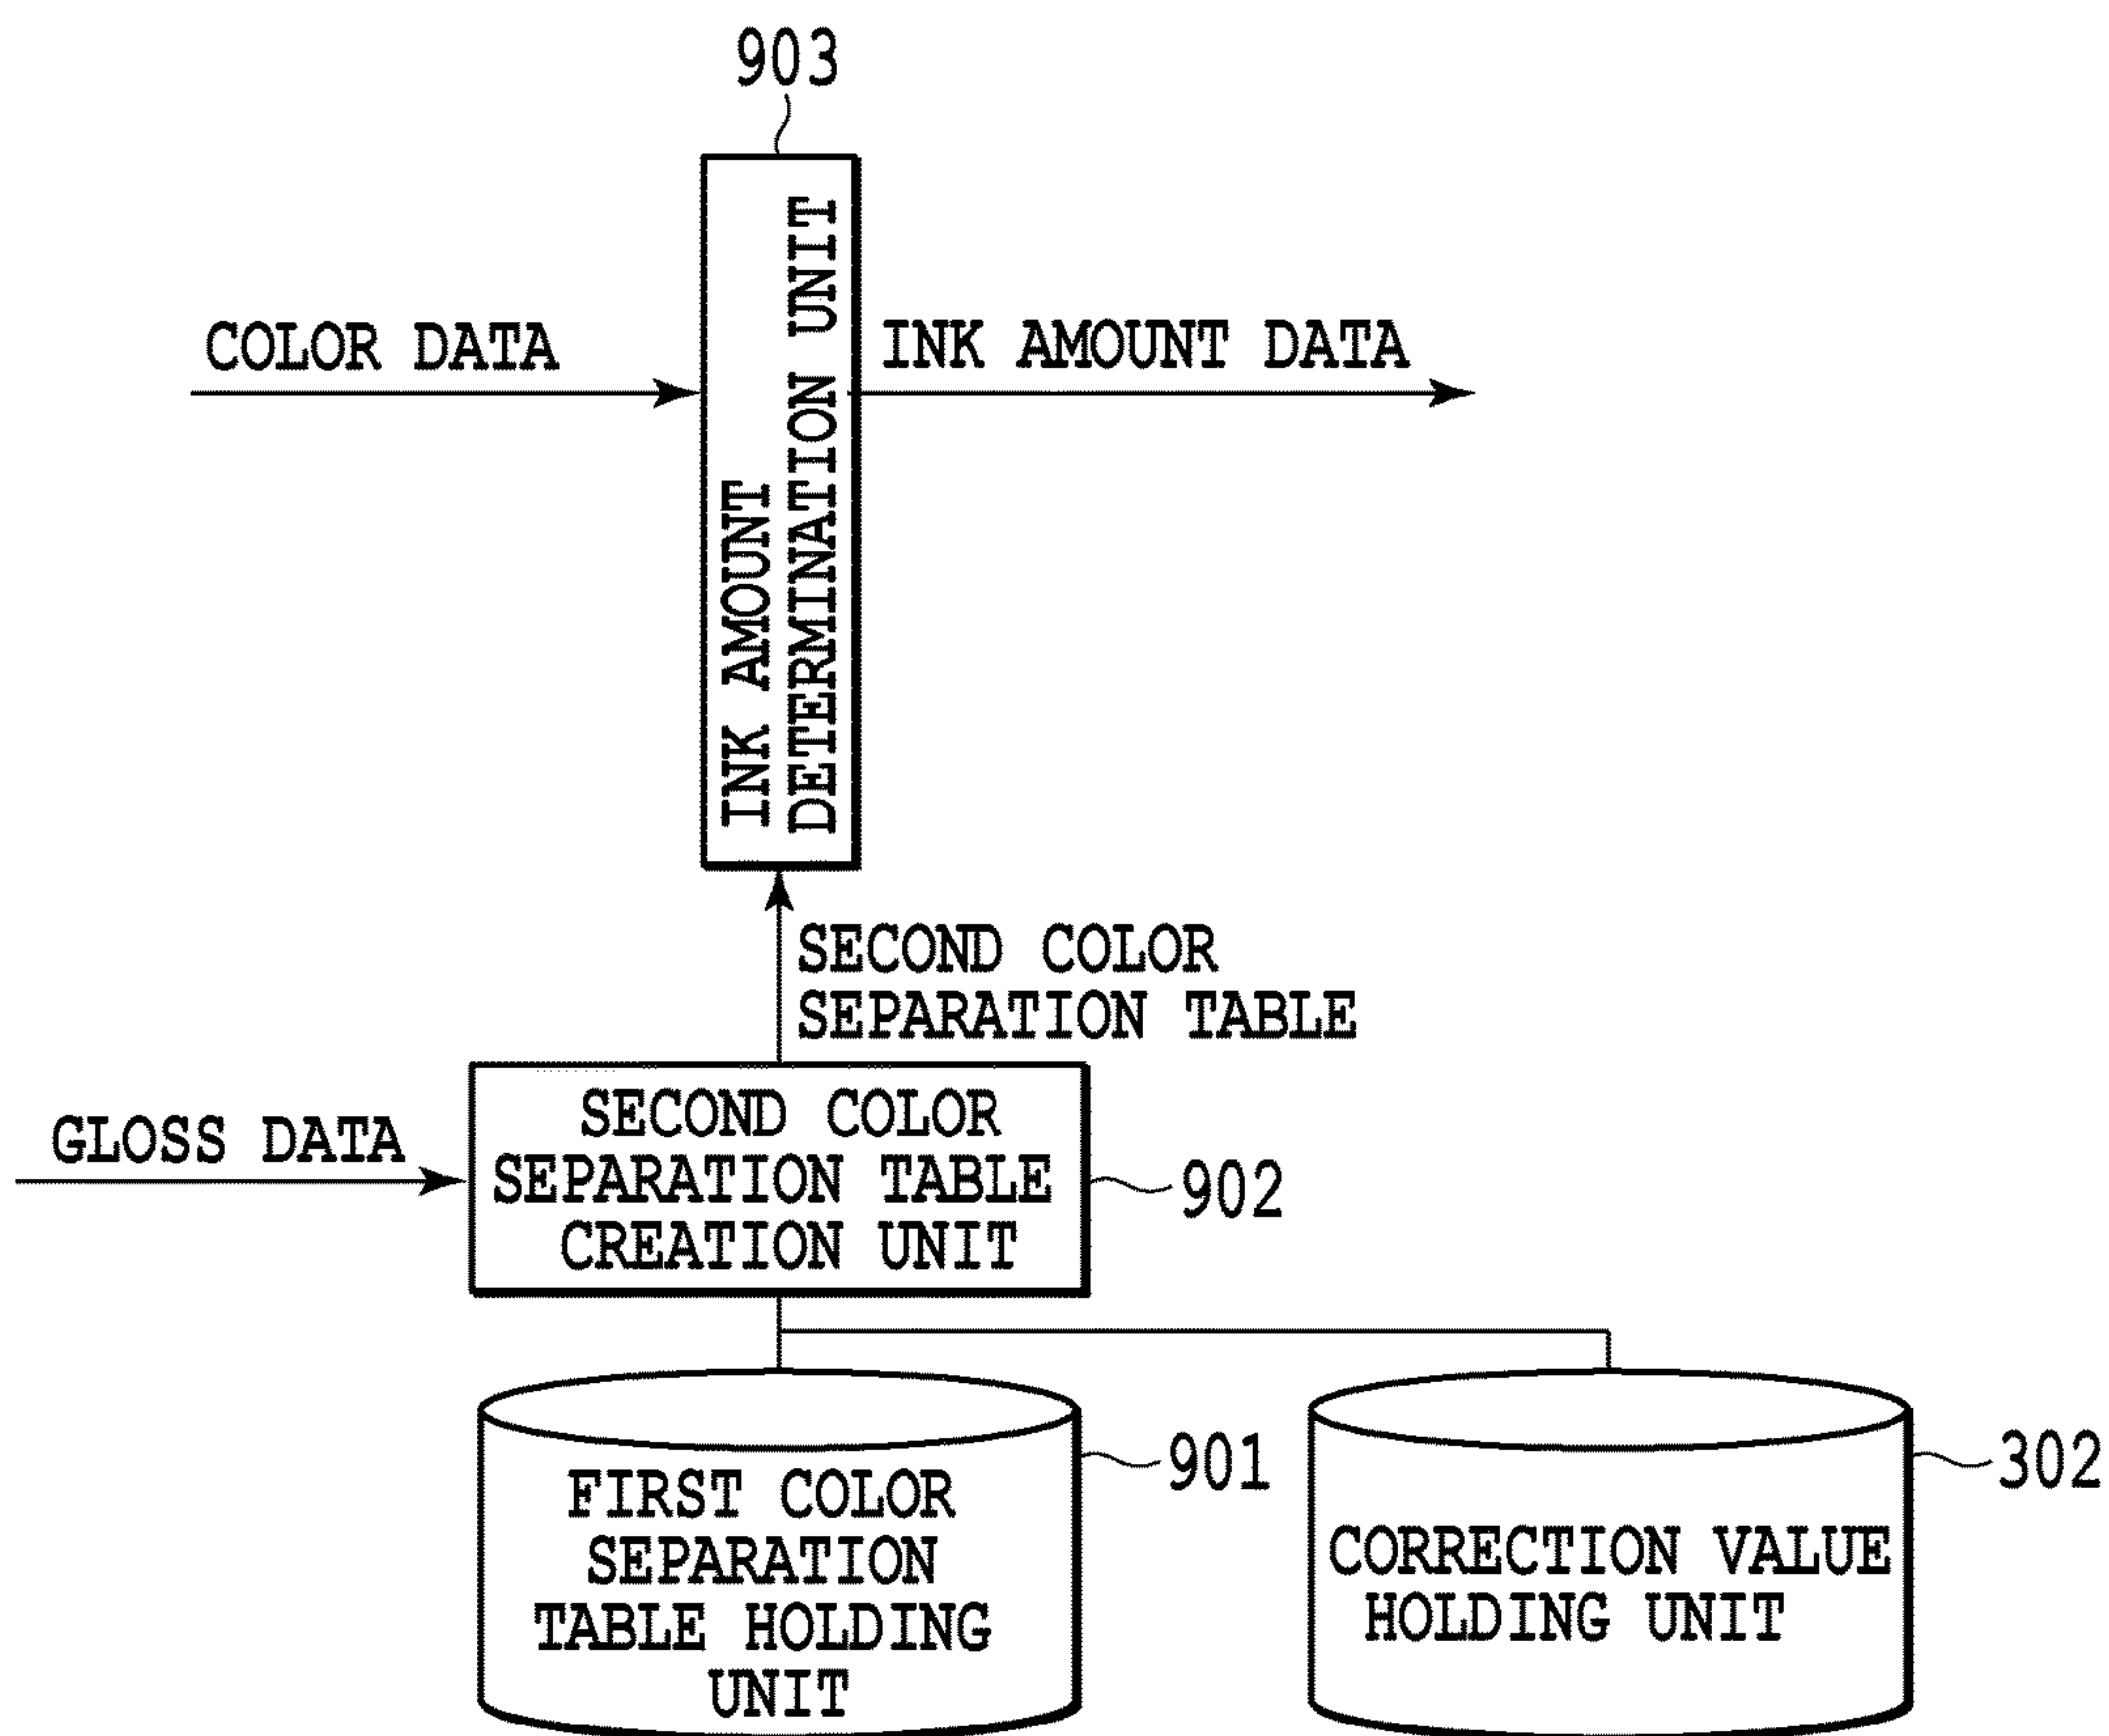 903
COLOR DATA
INK AMOUNT
DETERMINATION UNIT
INK AMOUNT DATA
SECOND COLOR
SEPARATION TABLE
GLOSS DATA
SECOND COLOR
SEPARATION TABLE
CREATION UNIT
902
FIRST COLOR
SEPARATION
TABLE HOLDING
UNIT
901
CORRECTION VALUE
HOLDING UNIT
302